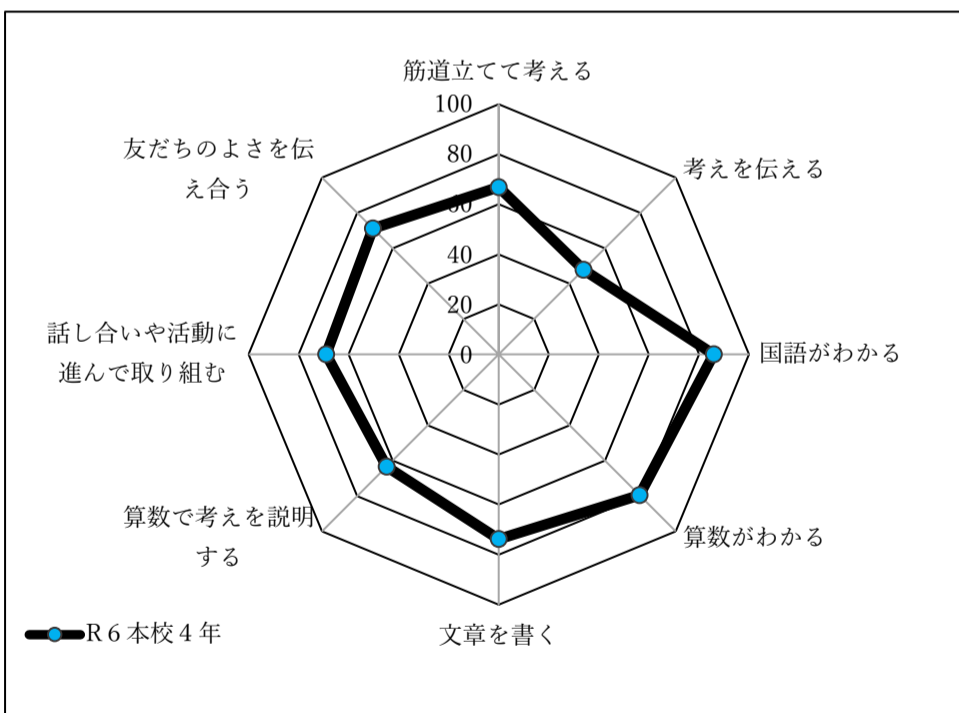 筋道立てて考える
100
80
60
40
20
0
考えを伝える
国語がわかる
算数がわかる
文章を書く
算数で考えを説明
する
話し合いや活動に
進んで取り組む
友だちのよさを伝
え合う
R６本校４年